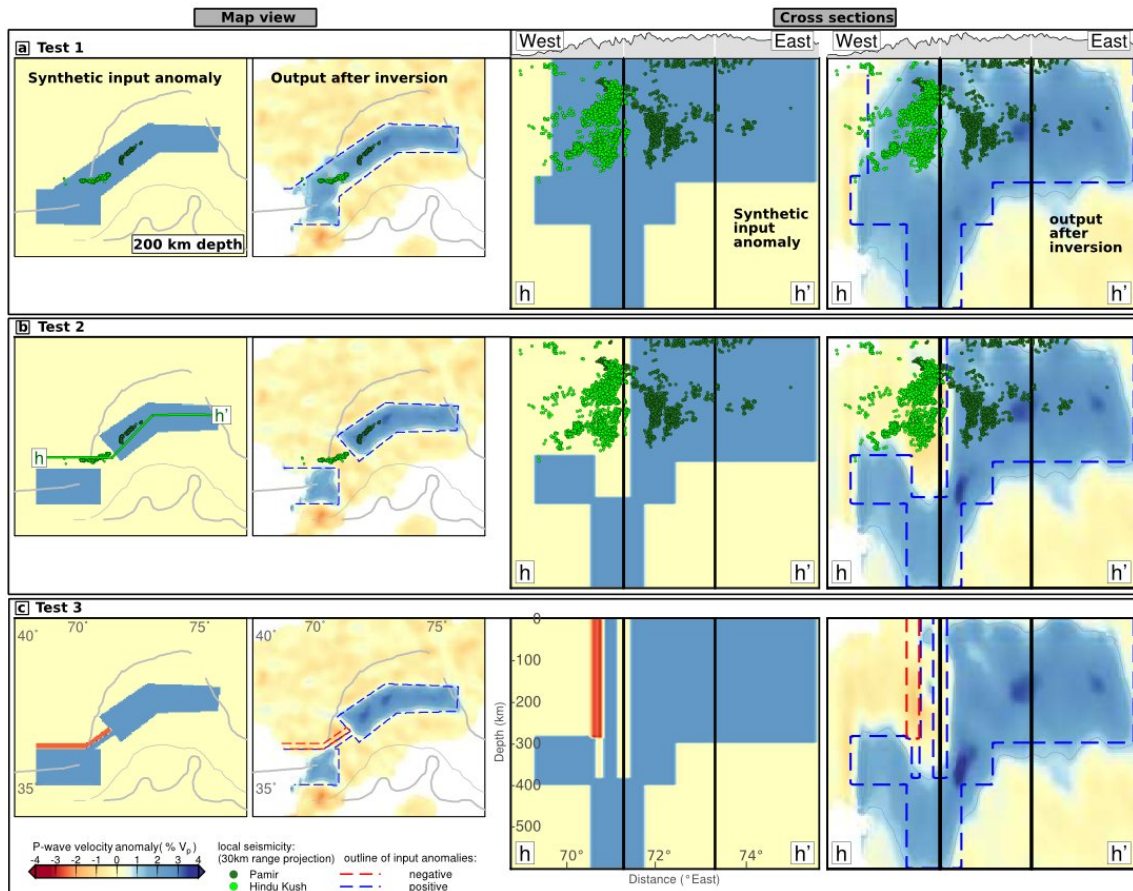 Map view
Cross sections
a Test 1
Synthetic input anomaly
Output after inversion
200 km depth
West
East
Synthetic
input
anomaly
h
h'
West
East
output
after
inversion
h
h'
b Test 2
h
h'
h
h'
h
h'
c Test 3
40°
70°
75°
35
40°
70°
75°
35°
0
-100
-200
-300
-400
-500
Depth (km)
70°
72°
74°
Distance (°East)
h
h'
h
h'
P-wave velocity anomaly( % Vp)
-4 -3 -2 -1 0 1 2 3 4
local seismicity:
(30km range projection)
Pamir
Hindu Kush
outline of input anomalies:
negative
positive